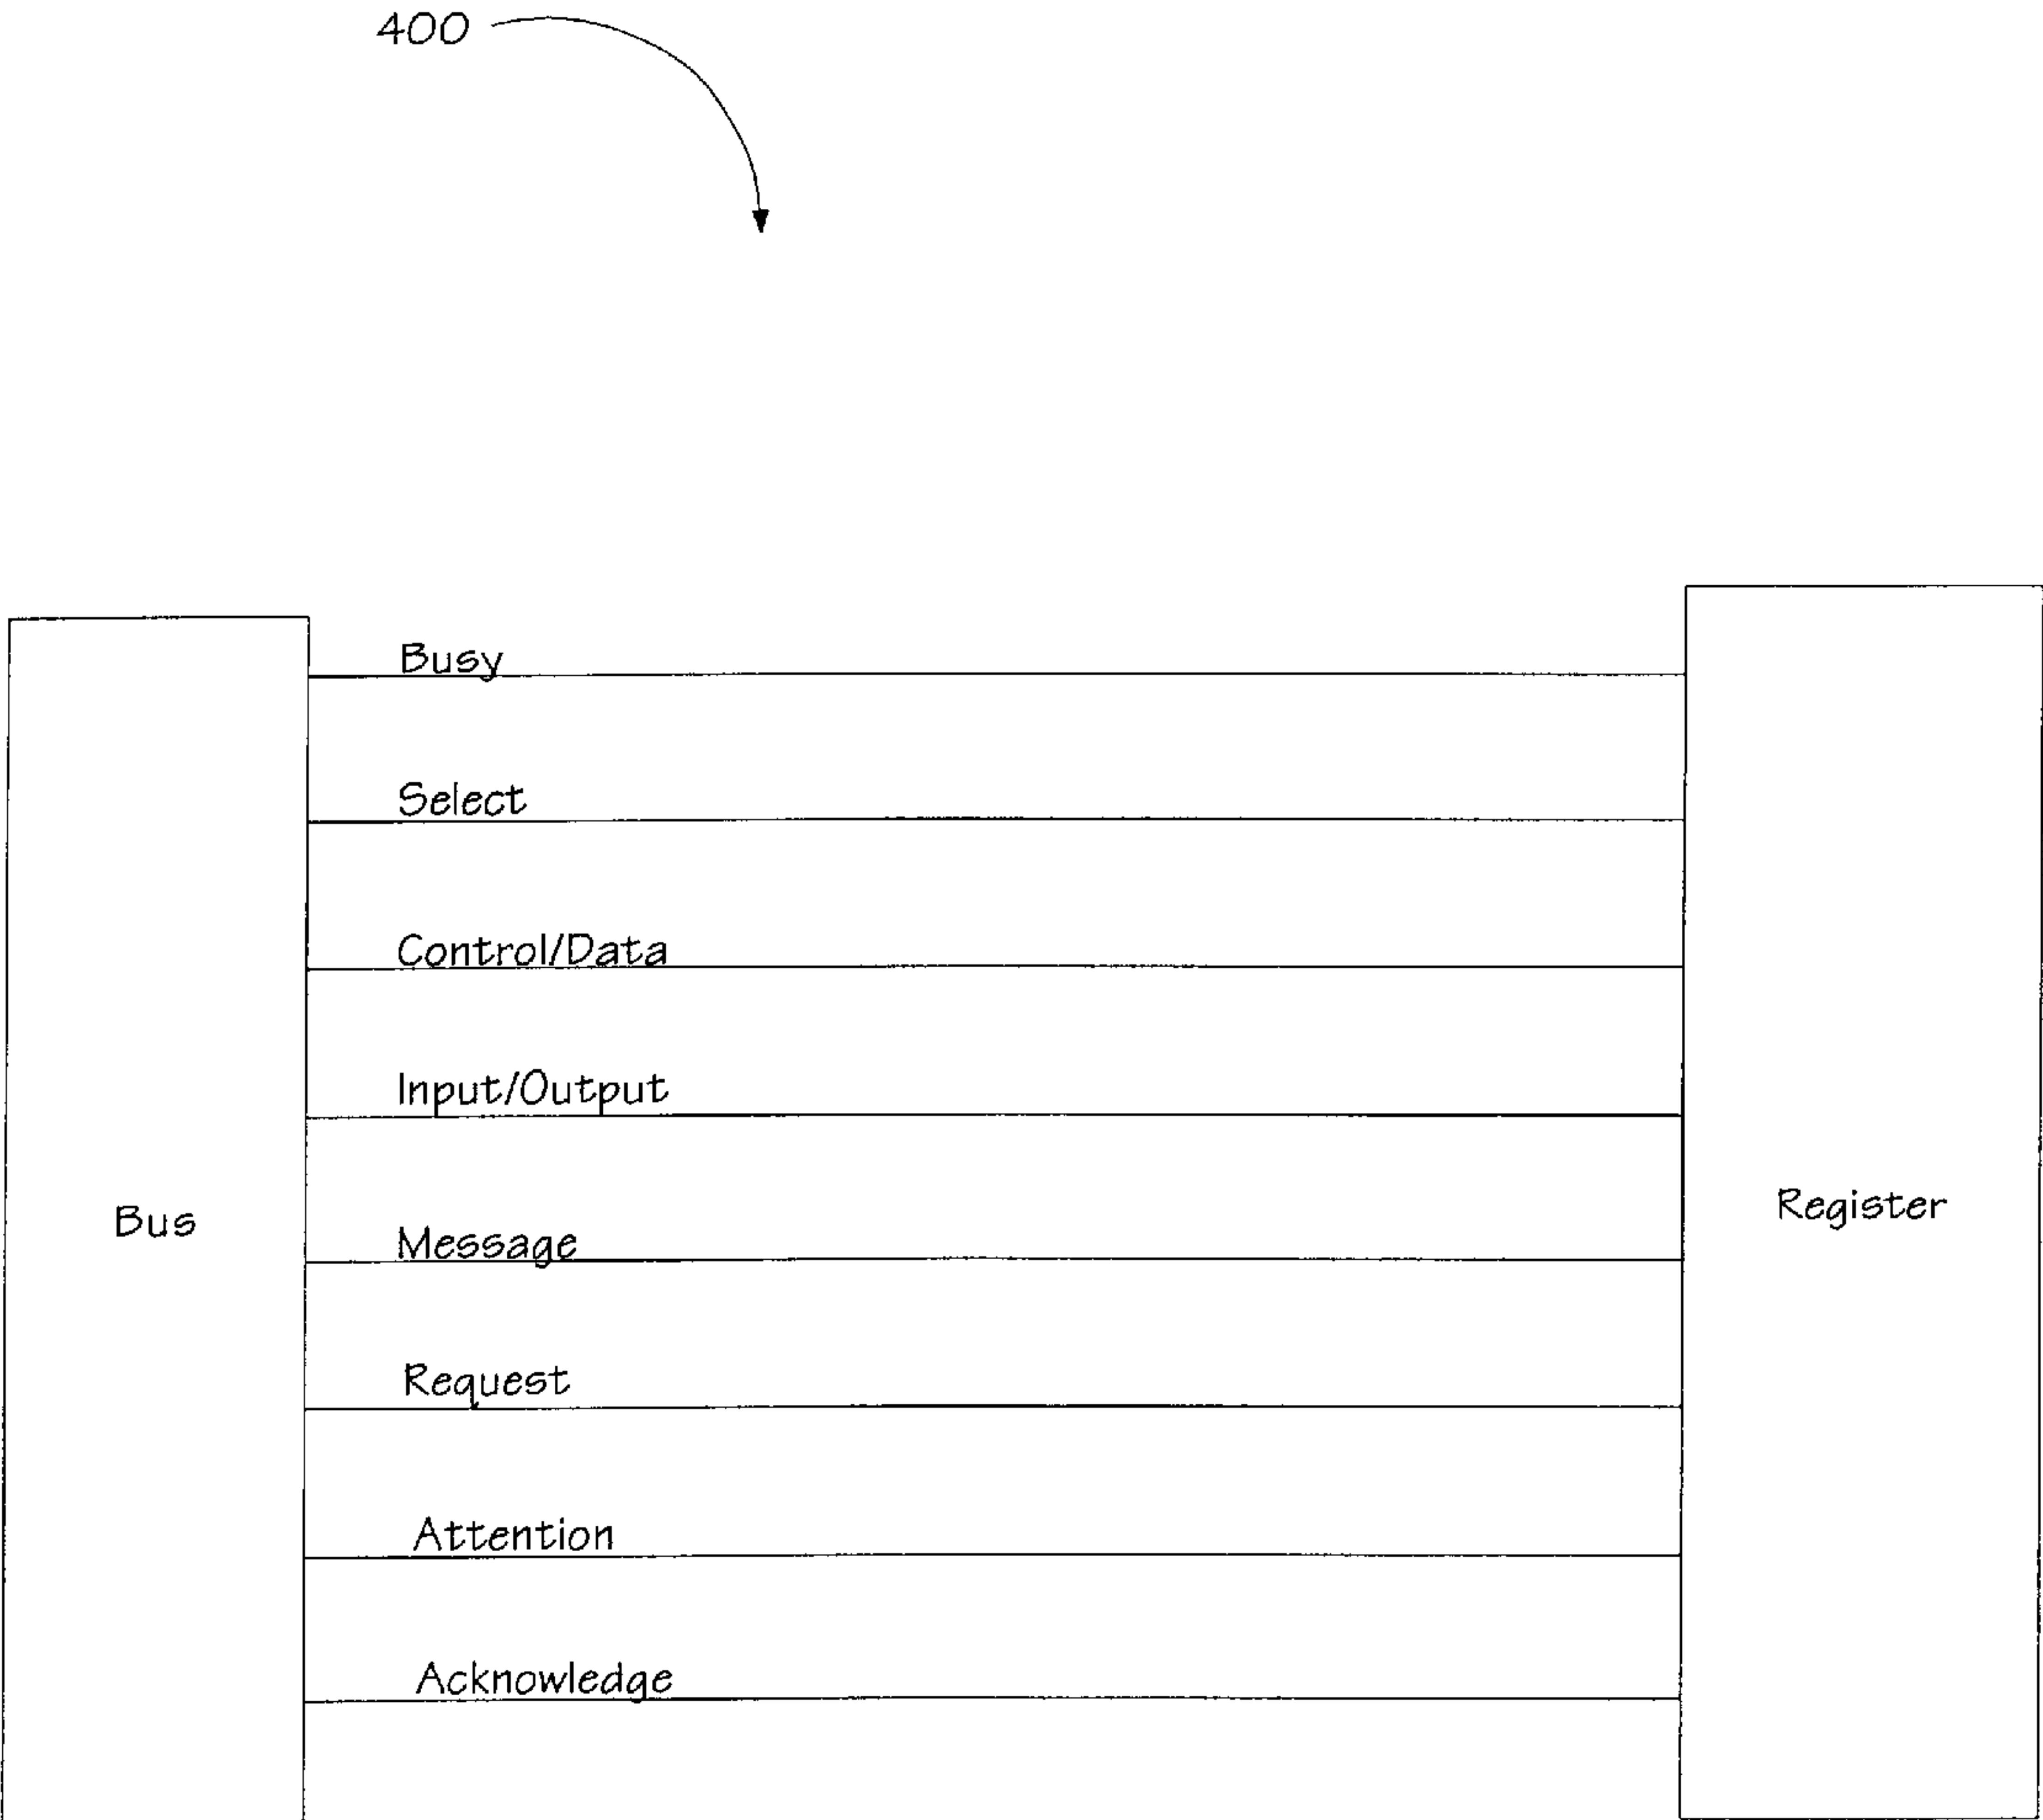 400
Busy
Select
Control/Data
Input/Output
Message
Request
Attention
Acknowledge
Bus
Register